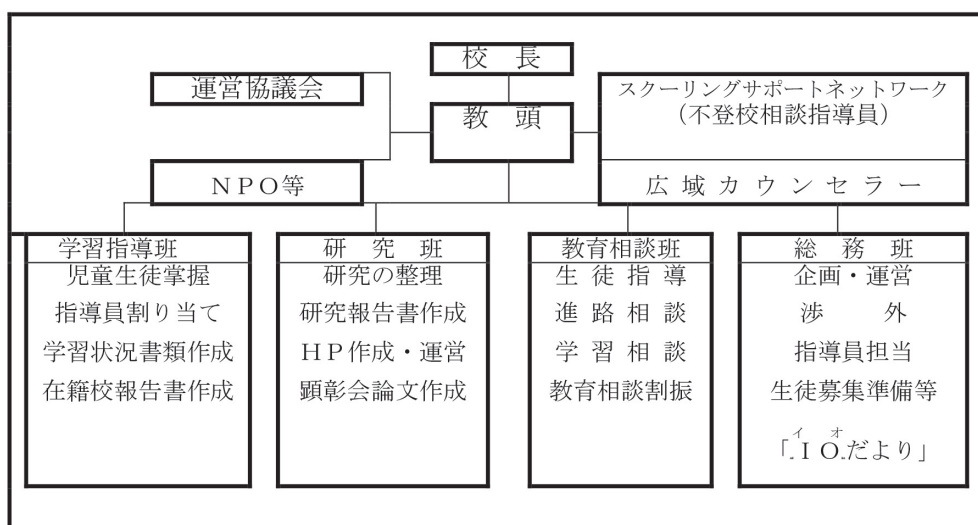 校　長
運営協議会
教　頭
スクーリングサポートネットワーク
（不登校相談指導員）
ＮＰＯ等
広 域 カ ウ ン セ ラ ー
学習指導班
児童生徒掌握
指導員割り当て
学習状況書類作成
在籍校報告書作成
研　究　班
研究の整理
研究報告書作成
ＨＰ作成・運営
顕彰会論文作成
教育相談班
生 徒 指 導
進 路 相 談
学 習 相 談
教育相談割振
総　務　班
企画・運営
渉　　外
指導員担当
生徒募集準備等
イ　オ
「ＩＯだより」